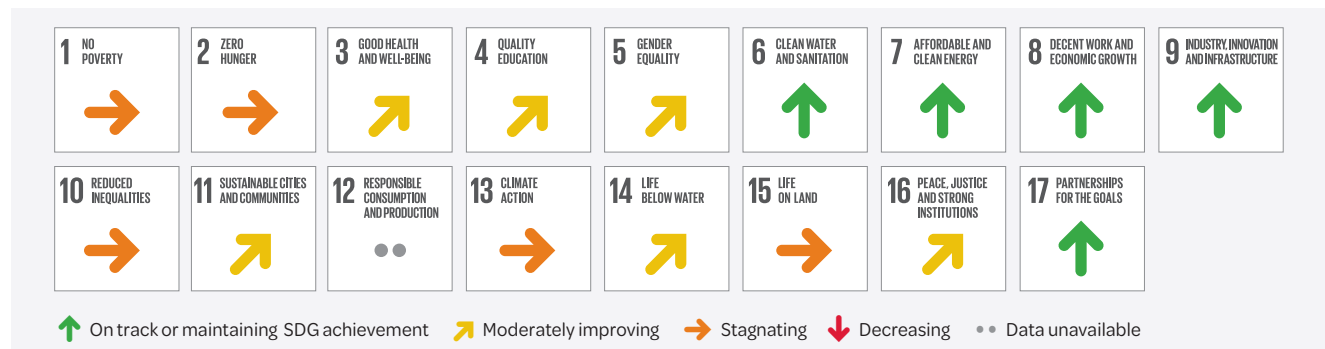 1 NO
POVERTY
2 ZERO
HUNGER
3 GOOD HEALTH
AND WELL-BEING
4 QUALITY
EDUCATION
5 GENDER
EQUALITY
6 CLEAN WATER
AND SANITATION
7 AFFORDABLE AND
CLEAN ENERGY
8 DECENT WORK AND
ECONOMIC GROWTH
9 INDUSTRY, INNOVATION
AND INFRASTRUCTURE
10 REDUCED
INEQUALITIES
11 SUSTAINABLE CITIES
AND COMMUNITIES
12 RESPONSIBLE
CONSUMPTION
AND PRODUCTION
13 CLIMATE
ACTION
14 LIFE
BELOW WATER
15 LIFE
ON LAND
16 PEACE, JUSTICE
AND STRONG
INSTITUTIONS
17 PARTNERSHIPS
FOR THE GOALS
On track or maintaining SDG achievement Moderately improving Stagnating Decreasing Data unavailable